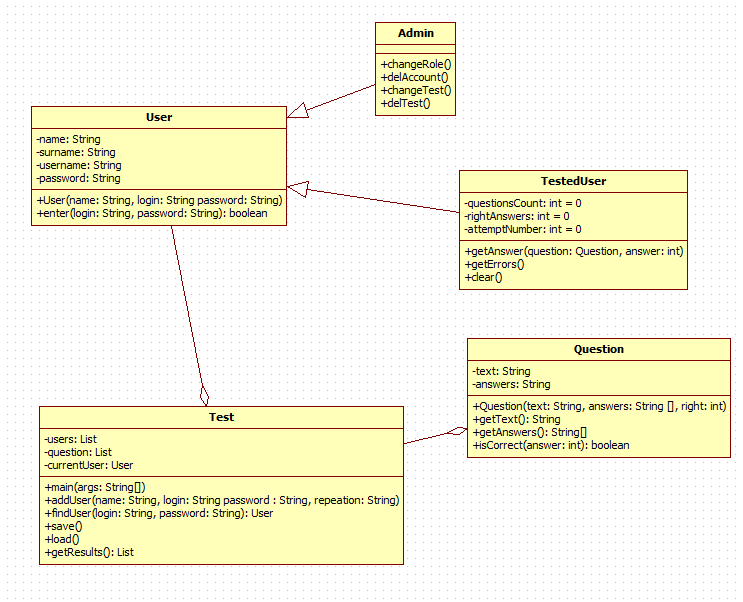 Admin
+changeRole()
+delAccount()
+changeTest()
+delTest()
User
-name: String
-surname: String
-username: String
-password: String
+User(name: String, login: String password: String)
+enter(login: String, password: String): boolean
TestedUser
-questionsCount: int = 0
-rightAnswers: int = 0
-attemptNumber: int = 0
+getAnswer(question: Question, answer: int)
+getErrors()
+clear()
Question
-text: String
-answers: String
+Question(text: String, answers: String [], right: int)
+getText(): String
+getAnswers(): String[]
+isCorrect(answer: int): boolean
Test
-users: List
-question: List
-currentUser: User
+main(args: String[])
+addUser(name: String, login: String password : String, repeation: String)
+findUser(login: String, password: String): User
+save()
+load()
+getResults(): List